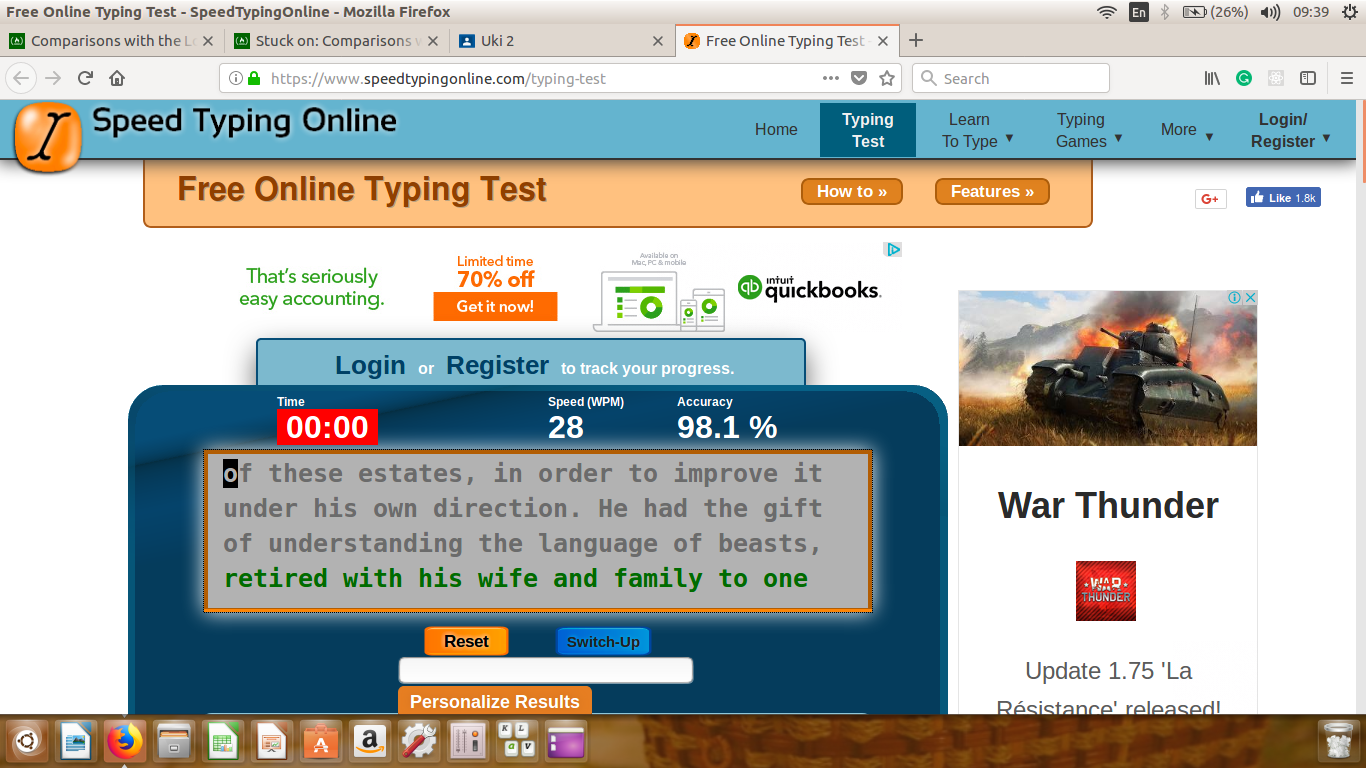 Free Online Typing Test - SpeedTypingOnline - Mozilla Firefox
En
(26%)
09:39
Comparisons with the Lo
Stuck on: Comparisons w
Uki 2
Free Online Typing Test
https://www.speedtypingonline.com/typing-test
Search
Speed Typing Online
Home
Typing
Test
Learn
To Type
Typing
Games
More
Login/
Register
Free Online Typing Test
How to »
Features »
G+
Like 1.8k
That's seriously
easy accounting.
Limited time
70% off
Get it now!
Available on
Mac, PC & mobile
qb intuit
quickbooks.
Login or Register to track your progress.
Time
00:00
Speed (WPM)
28
Accuracy
98.1 %
of these estates, in order to improve it
under his own direction. He had the gift
of understanding the language of beasts,
retired with his wife and family to one
Reset
Switch-Up
Personalize Results
War Thunder
WAR
THUNDER
Update 1.75 'La
Résistance' released!
A
a
K L
a v